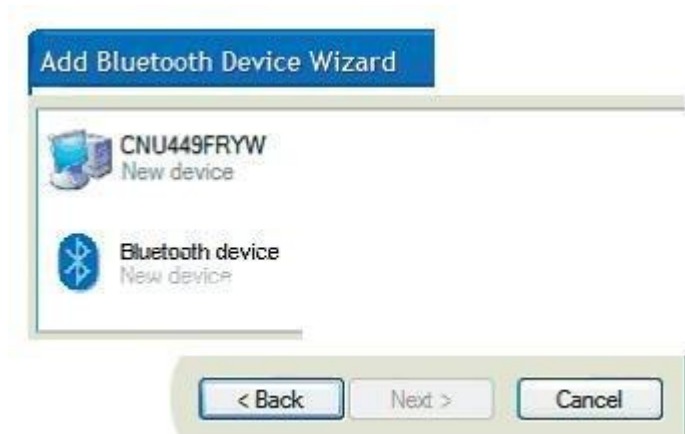 Add Bluetooth Device Wizard
CNU449FRYW
New device
Bluetooth device
New device
< Back Next > Cancel